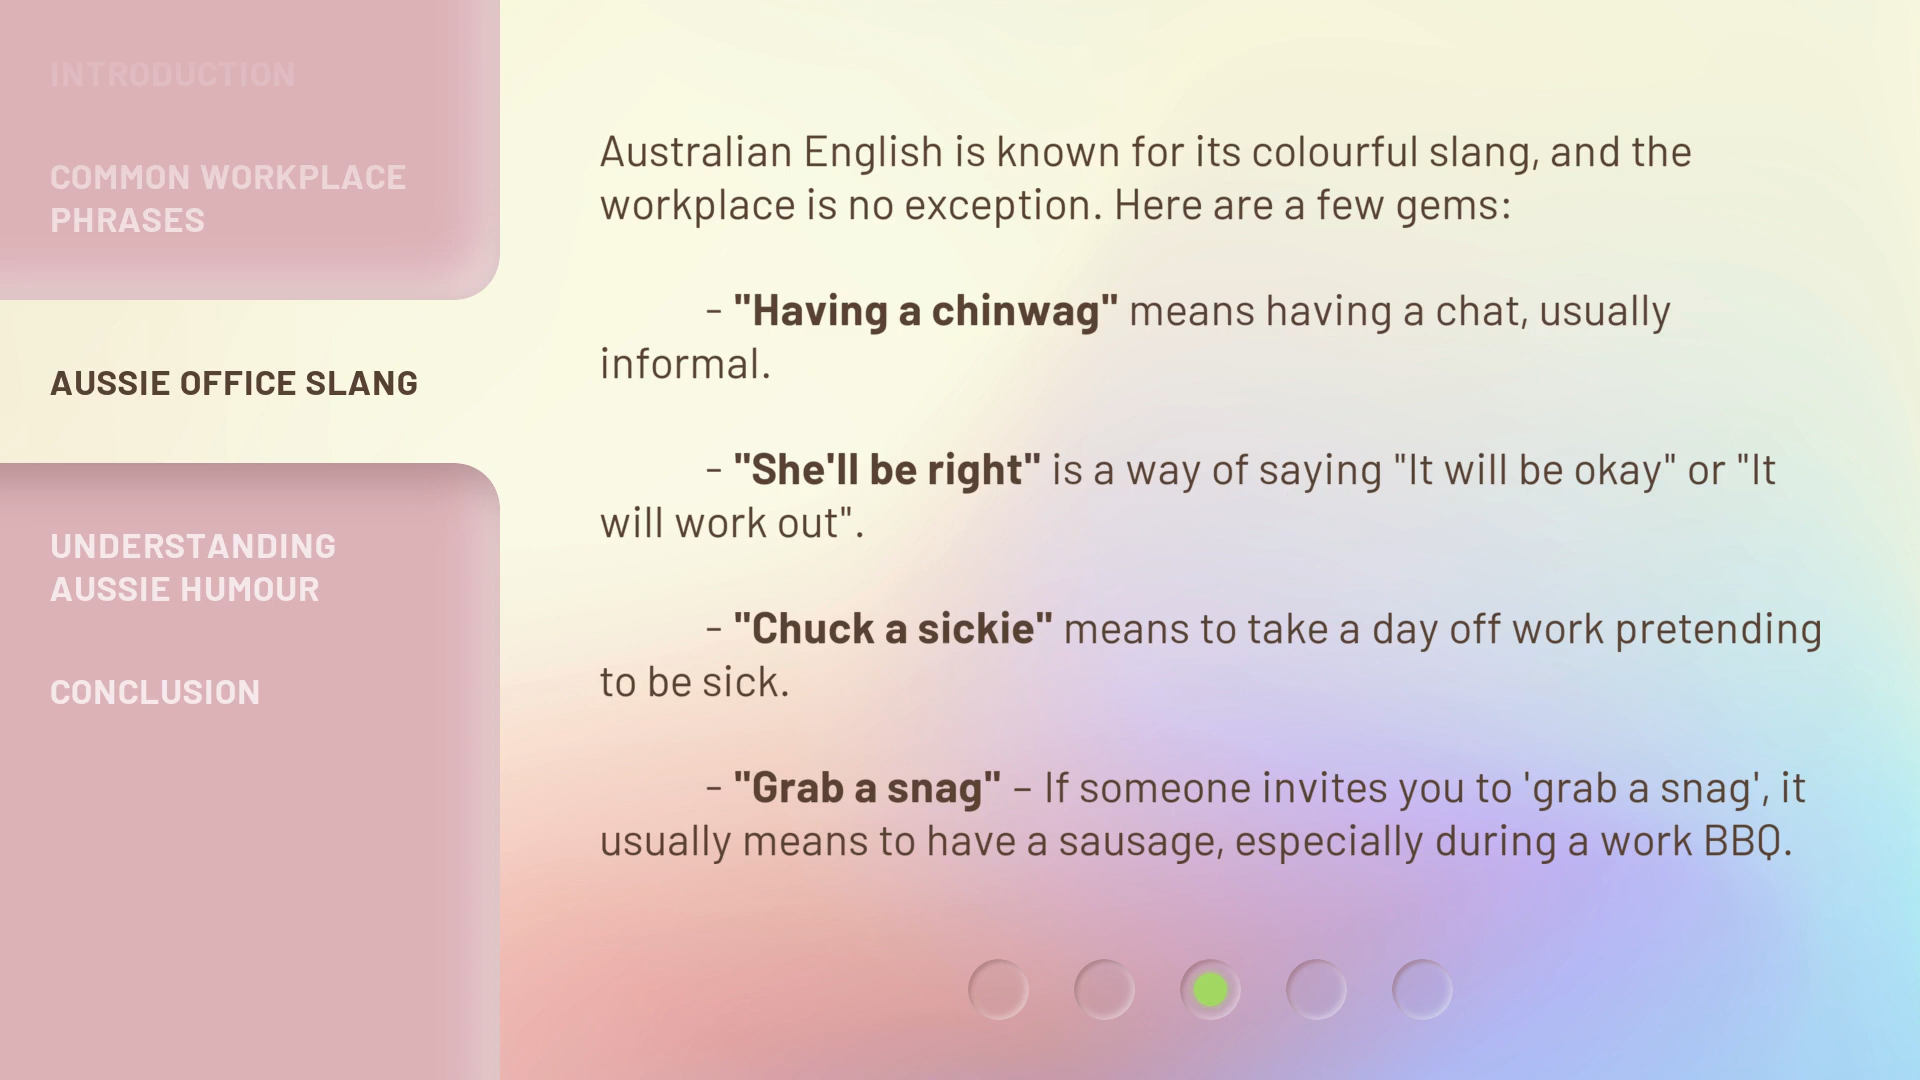 INTRODUCTION
COMMON WORKPLACE
PHRASES
AUSSIE OFFICE SLANG
UNDERSTANDING
AUSSIE HUMOUR
CONCLUSION
Australian English is known for its colourful slang, and the
workplace is no exception. Here are a few gems:
- "Having a chinwag" means having a chat, usually
informal.
- "She'll be right" is a way of saying "It will be okay" or "It
will work out".
- "Chuck a sickie" means to take a day off work pretending
to be sick.
- "Grab a snag" – If someone invites you to 'grab a snag', it
usually means to have a sausage, especially during a work BBQ.